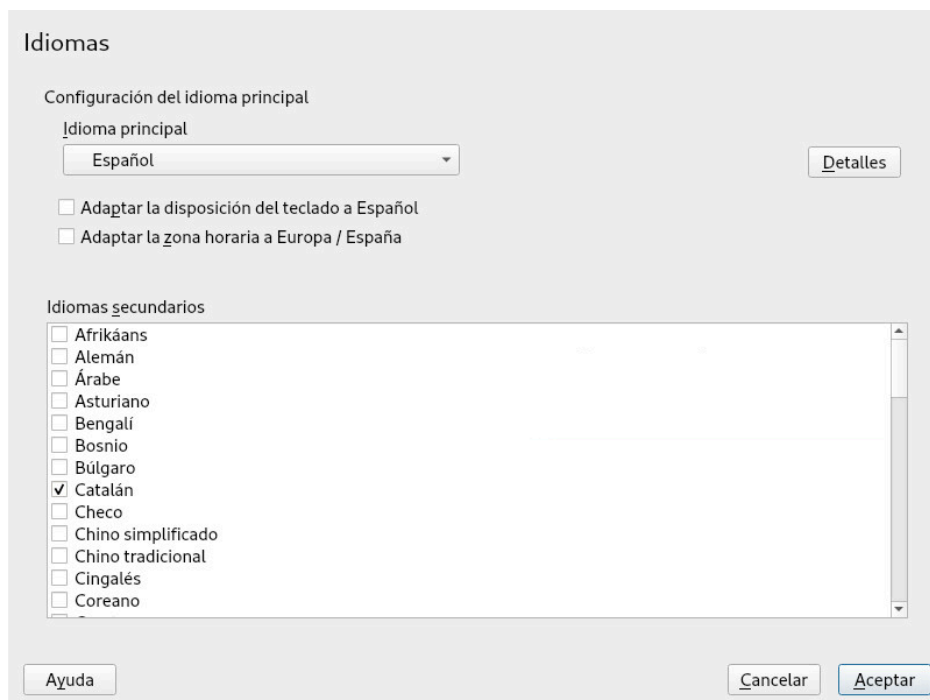 Idiomas
Configuración del idioma principal
Idioma principal
Español
Detalles
Adaptar la disposición del teclado a Español
Adaptar la zona horaria a Europa / España
Idiomas secundarios
Afrikáans
Alemán
Árabe
Asturiano
Bengalí
Bosnio
Búlgaro
Catalán
Checo
Chino simplificado
Chino tradicional
Cingalés
Coreano
Ayuda
Cancelar
Aceptar